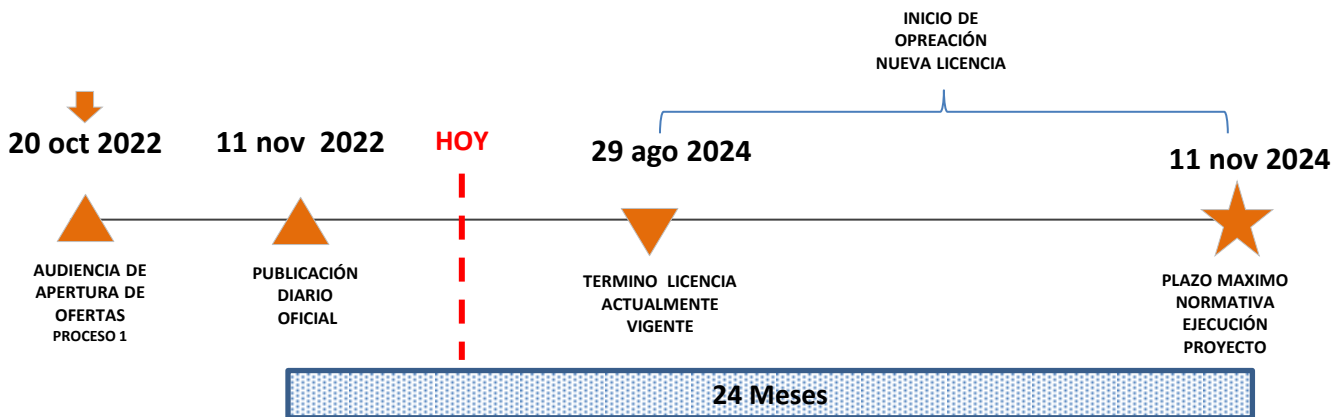 INICIO DE
OPREACIÓN
NUEVA LICENCIA
20 oct 2022
11 nov 2022
HOY
29 ago 2024
11 nov 2024
AUDIENCIA DE
APERTURA DE
OFERTAS
PROCESO 1
PUBLICACIÓN
DIARIO
OFICIAL
TERMINO LICENCIA
ACTUALMENTE
VIGENTE
PLAZO MAXIMO
NORMATIVA
EJECUCIÓN
PROYECTO
24 Meses